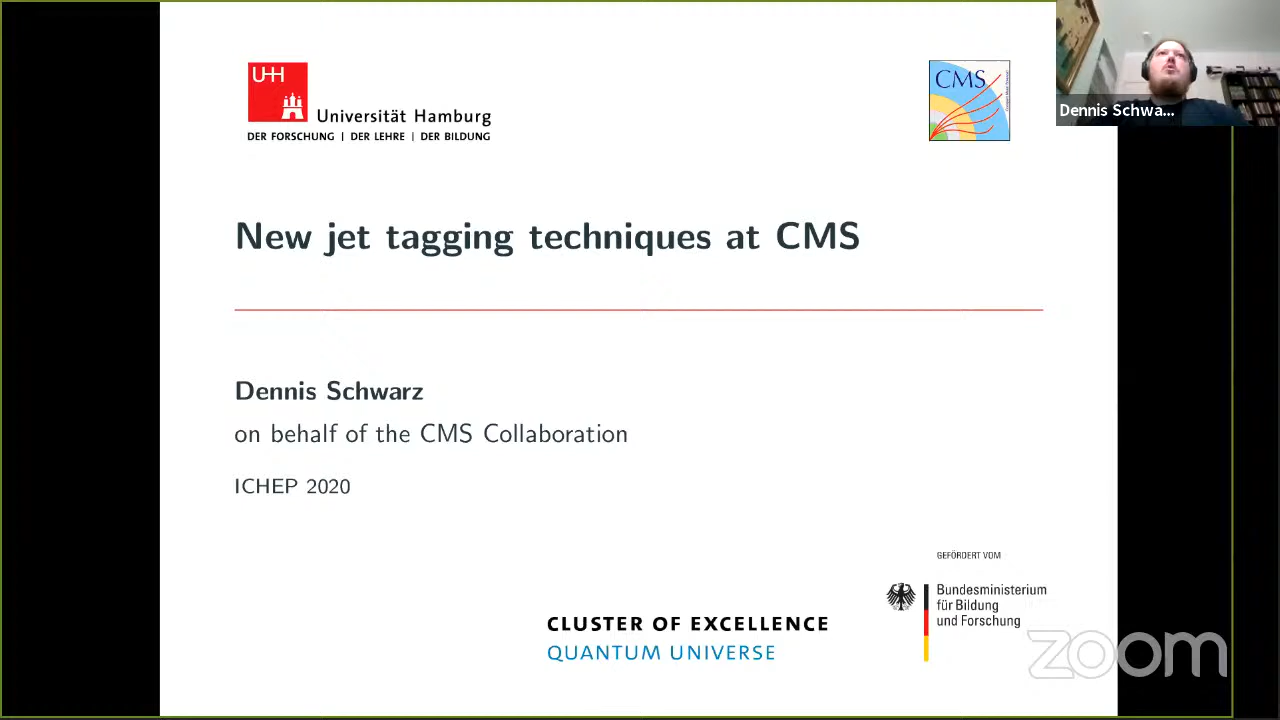 UHH
Universität Hamburg
DER FORSCHUNG | DER LEHRE | DER BILDUNG
CMS
Dennis Schwa...
New jet tagging techniques at CMS
Dennis Schwarz
on behalf of the CMS Collaboration
ICHEP 2020
GEFÖRDERT VOM
Bundesministerium
für Bildung
und Forschung
CLUSTER OF EXCELLENCE
QUANTUM UNIVERSE
zoom